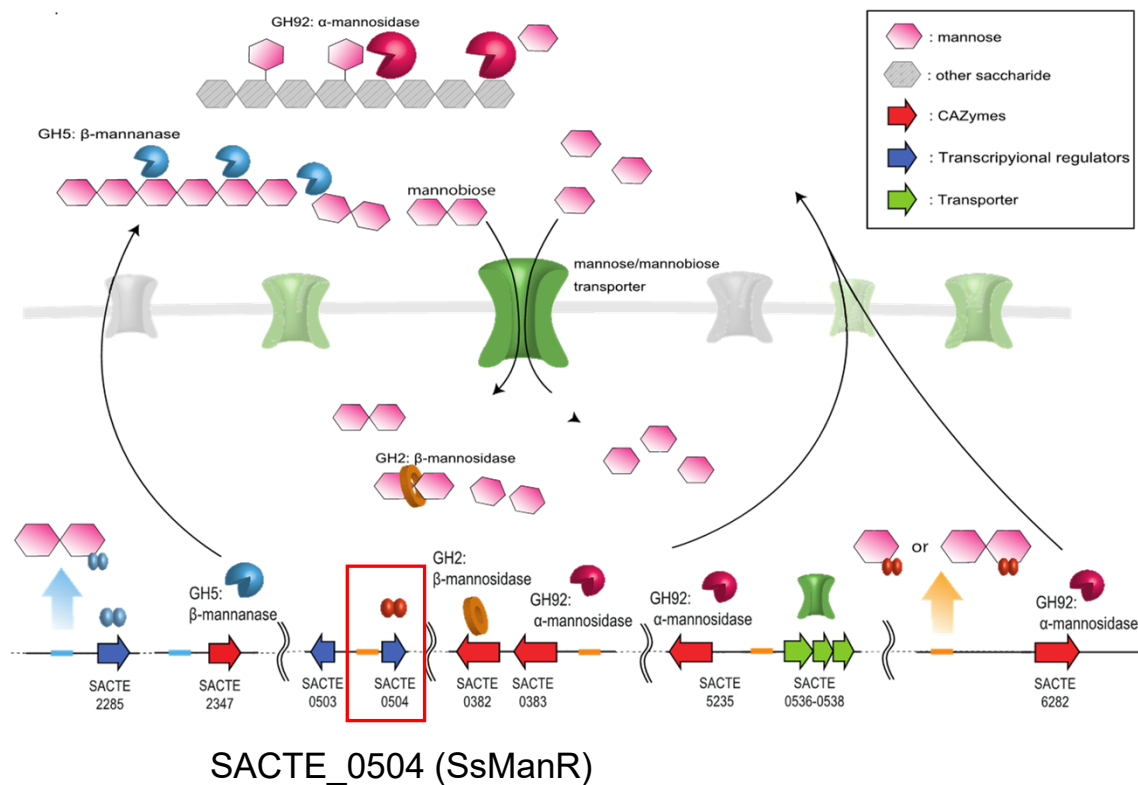 GH92: α-mannosidase
: mannose
: other saccharide
: CAZymes
: Transcripyional regulators
: Transporter
GH5: β-mannanase
mannobiose
mannose/mannobiose
transporter
GH2: β-mannosidase
or
GH5:
β-mannanase
GH2:
β-mannosidase
GH92:
α-mannosidase
GH92:
α-mannosidase
GH92:
α-mannosidase
SACTE
2285
SACTE
2347
SACTE
0503
SACTE
0504
SACTE
0382
SACTE
0383
SACTE
5235
SACTE
0536-0538
SACTE
6282
SACTE_0504 (SsManR)